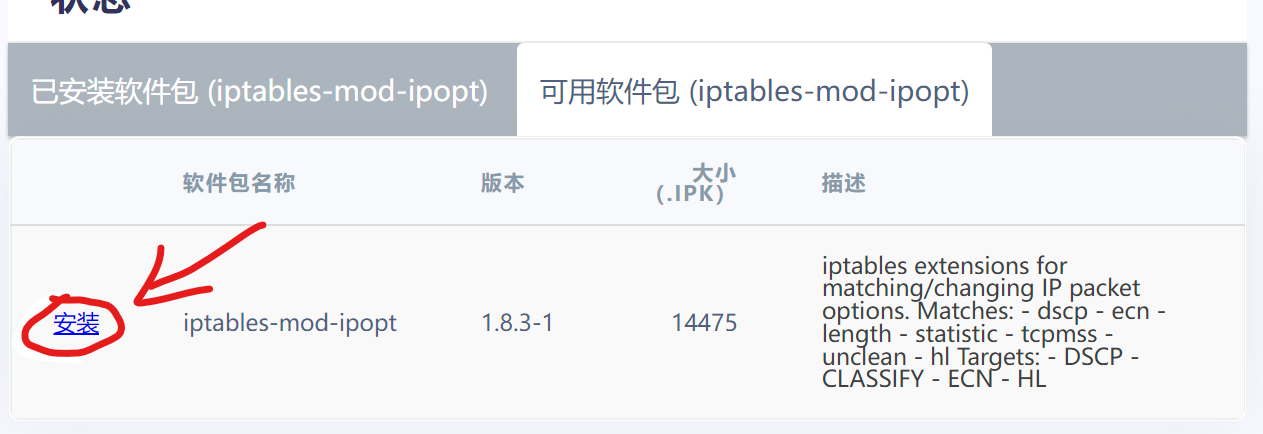 状态
已安装软件包 (iptables-mod-ipopt)
可用软件包 (iptables-mod-ipopt)
软件包名称
版本
大小
(.IPK)
描述
安装
iptables-mod-ipopt
1.8.3-1
14475
iptables extensions for
matching/changing IP packet
options. Matches: - dscp - ecn -
length - statistic - tcpmss -
unclean - hl Targets: - DSCP -
CLASSIFY - ECN - HL